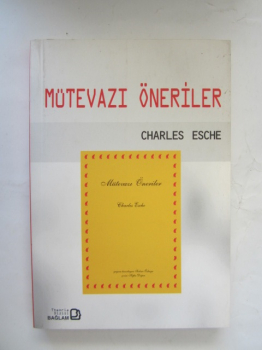 MÜTEVAZI ÖNERİLER
CHARLES ESCHE
Mütevazı Öneriler
Charles Esche
BAĞLAM